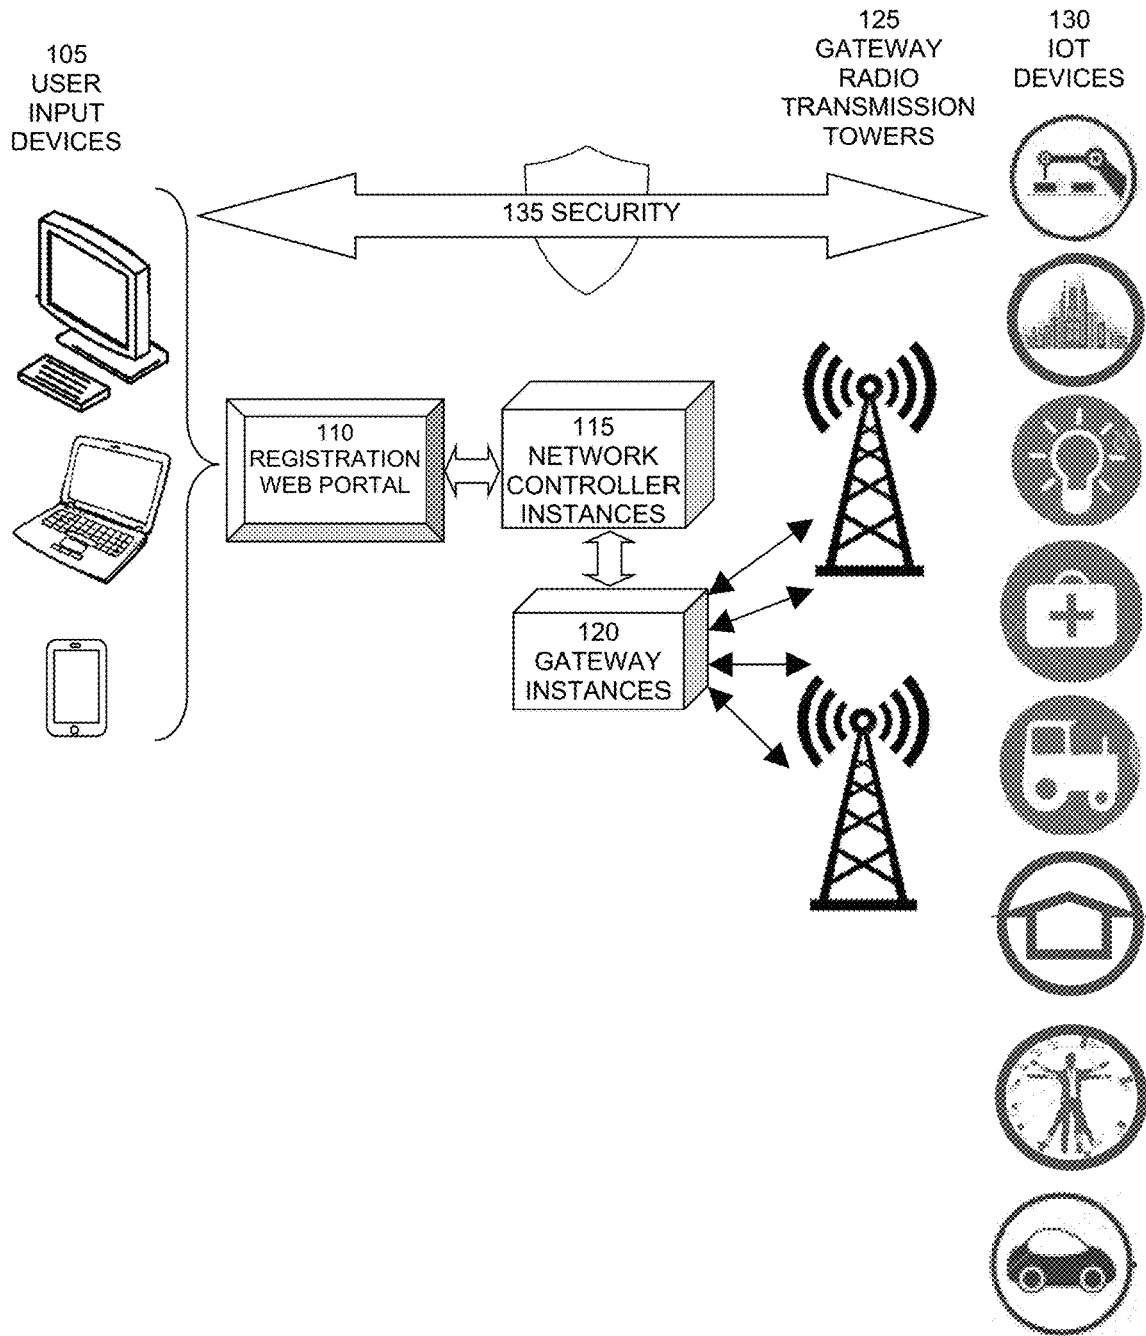 105
USER
INPUT
DEVICES
125
GATEWAY
RADIO
TRANSMISSION
TOWERS
130
IOT
DEVICES
135 SECURITY
110
REGISTRATION
WEB PORTAL
115
NETWORK
CONTROLLER
INSTANCES
120
GATEWAY
INSTANCES